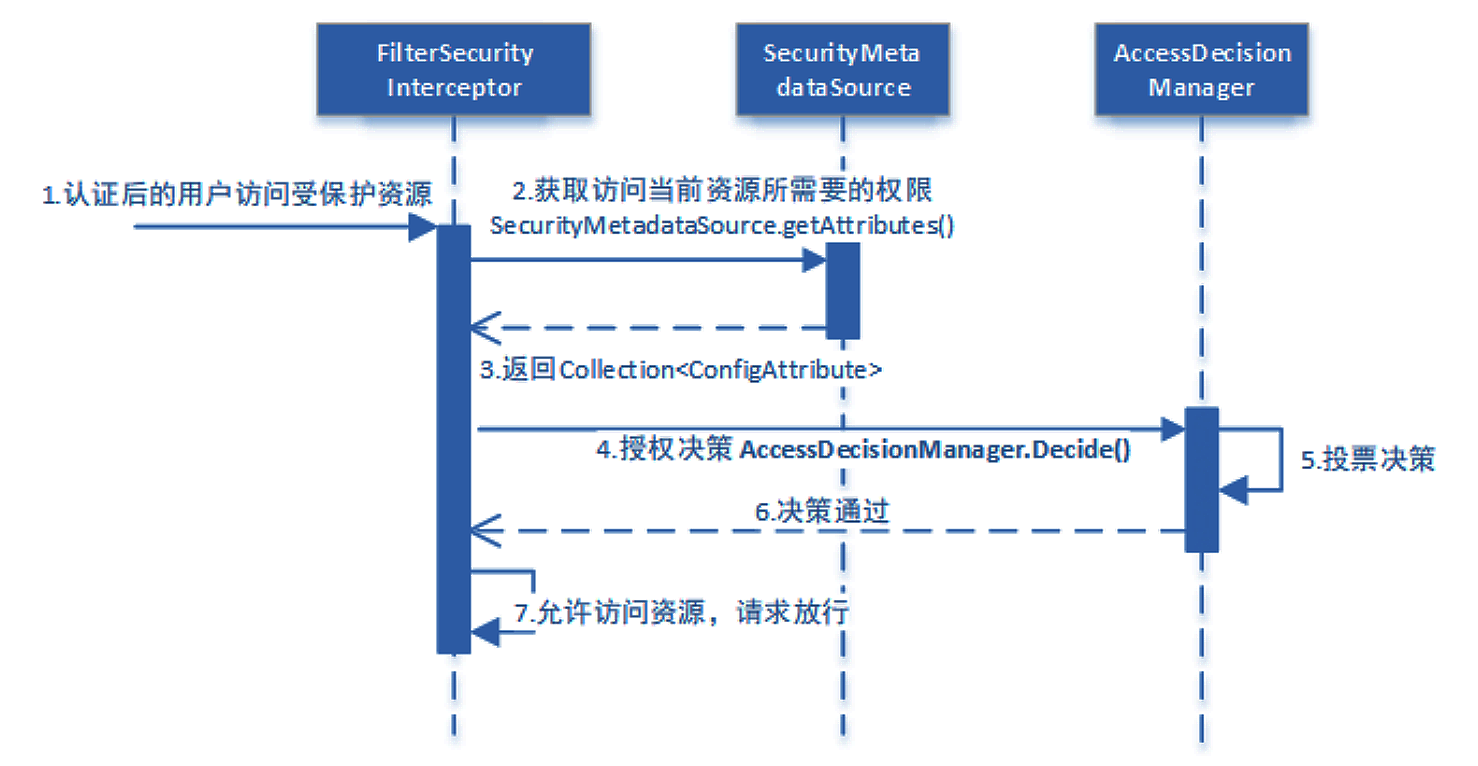 FilterSecurity
Interceptor
SecurityMeta
dataSource
AccessDecision
Manager
1.认证后的用户访问受保护资源
2.获取访问当前资源所需要的权限
SecurityMetadataSource.getAttributes()
3.返回Collection<ConfigAttribute>
4.授权决策 AccessDecisionManager.Decide()
5.投票决策
6.决策通过
7.允许访问资源，请求放行